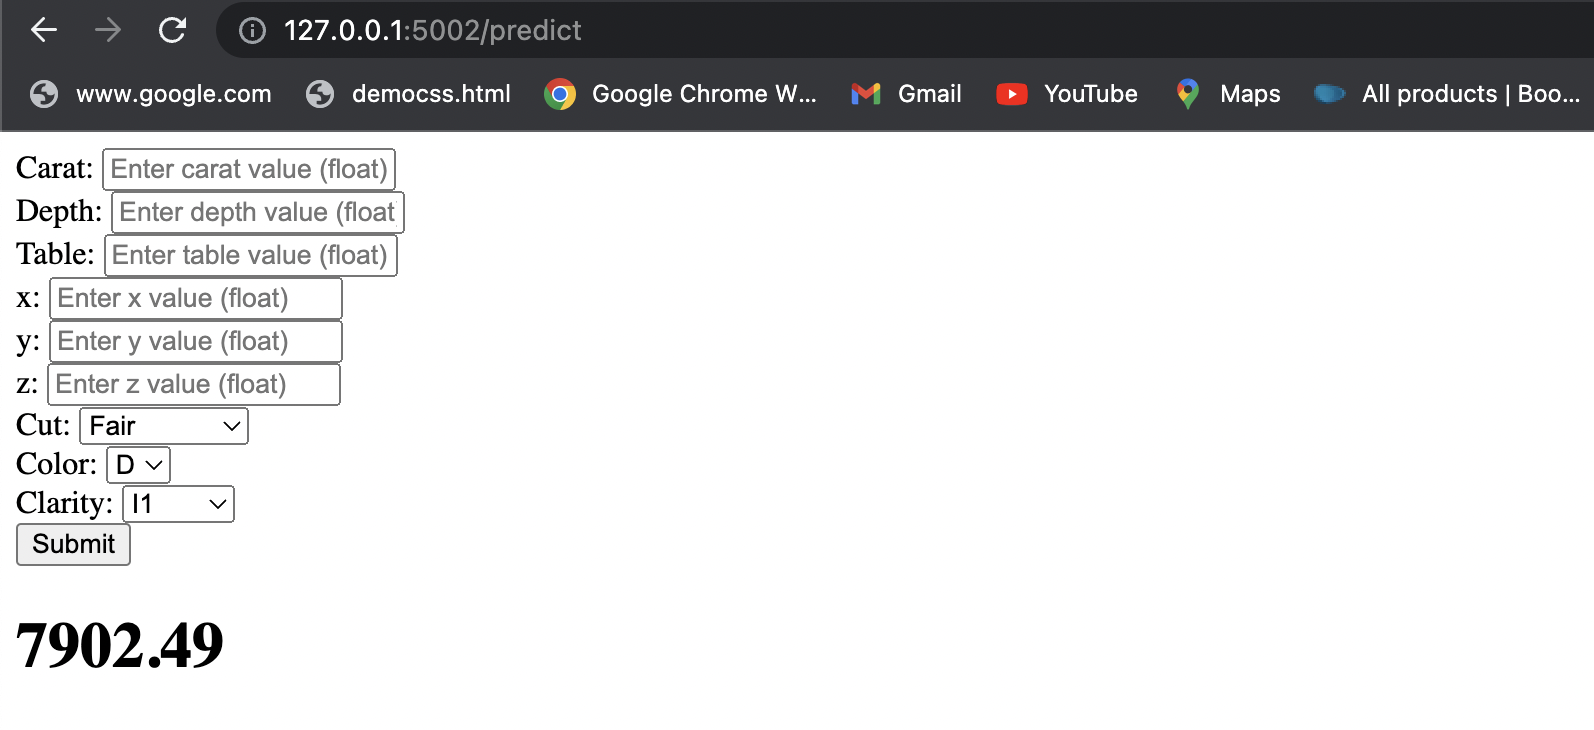 127.0.0.1:5002/predict
www.google.com democss.html Google Chrome W... Gmail YouTube Maps All products | Boo...
Carat: Enter carat value (float)
Depth: Enter depth value (float
Table: Enter table value (float)
x: Enter x value (float)
y: Enter y value (float)
z: Enter z value (float)
Cut: Fair
Color: D
Clarity: I1
Submit
7902.49